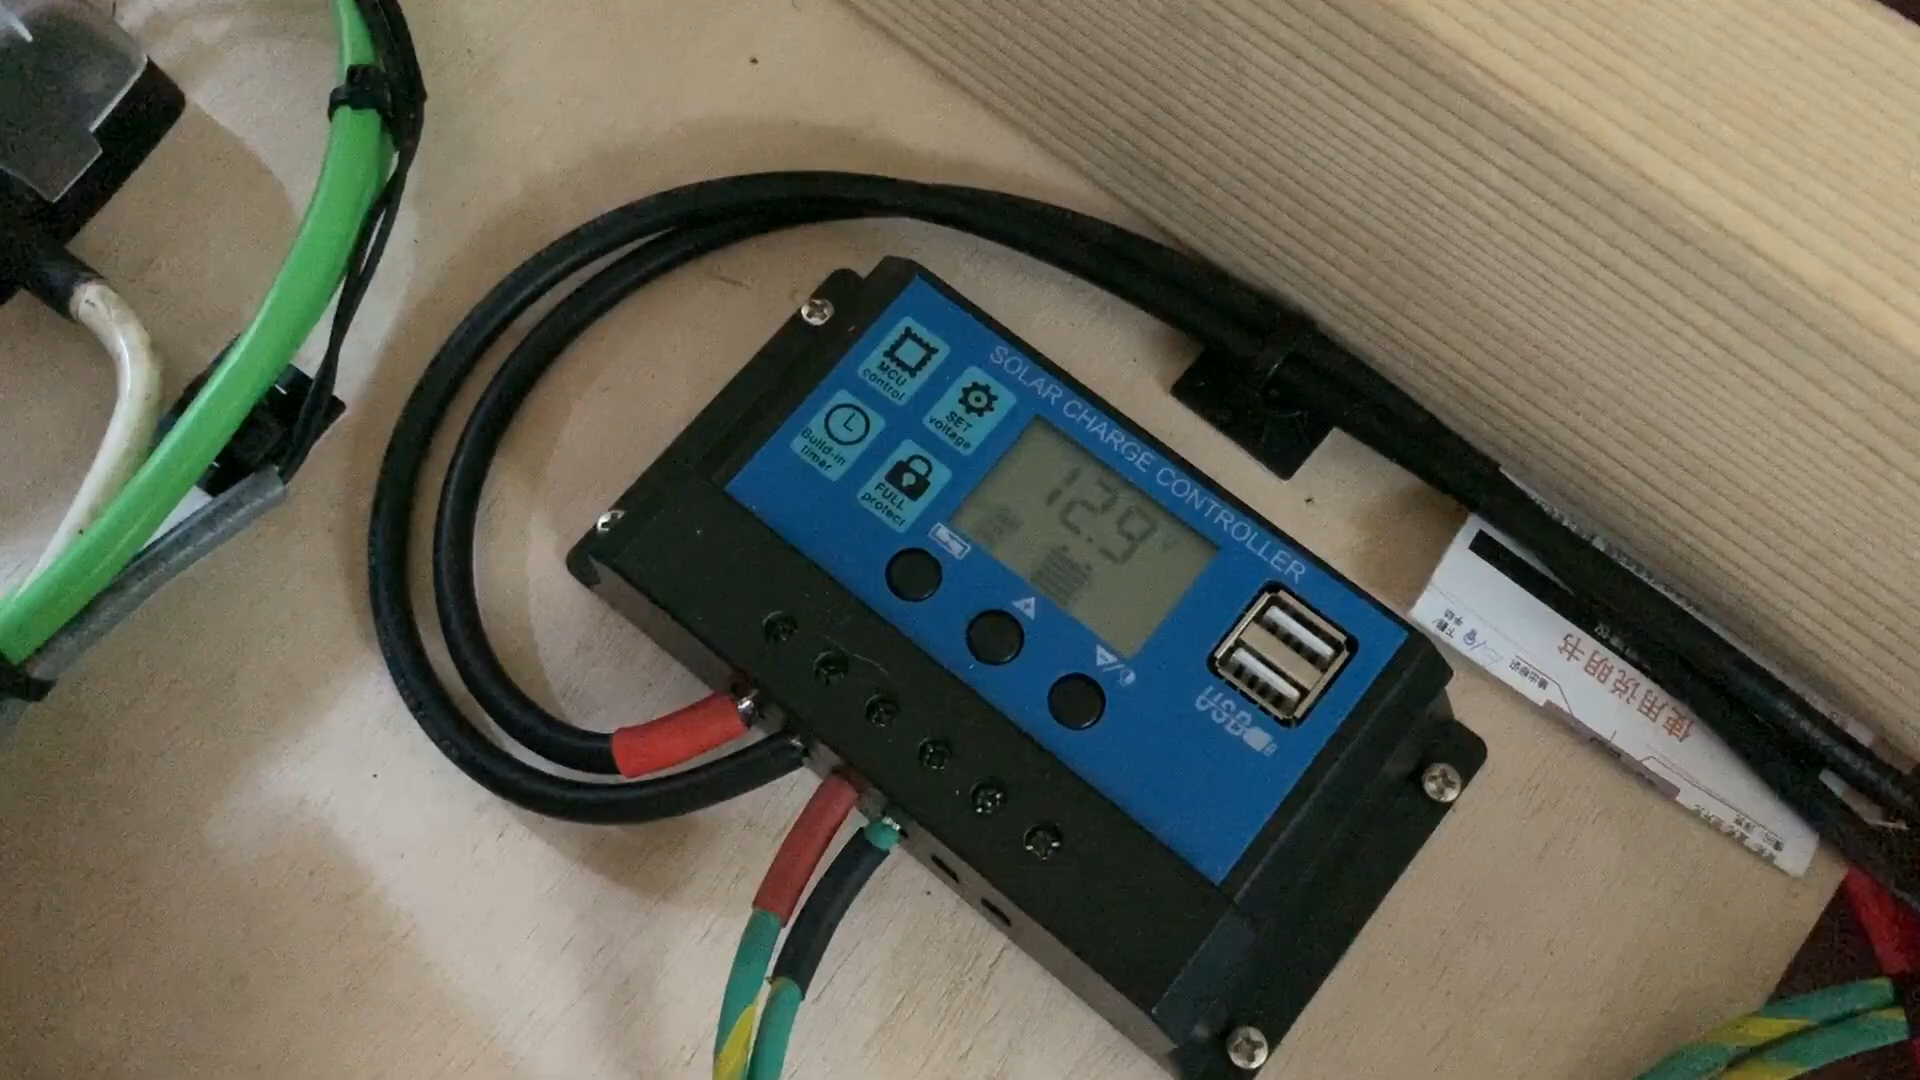 SOLAR CHARGE CONTROLLER
MCU
control
SET
voltage
Build-in
timer
FULL
protect
12.9
V
USB
使用说明书